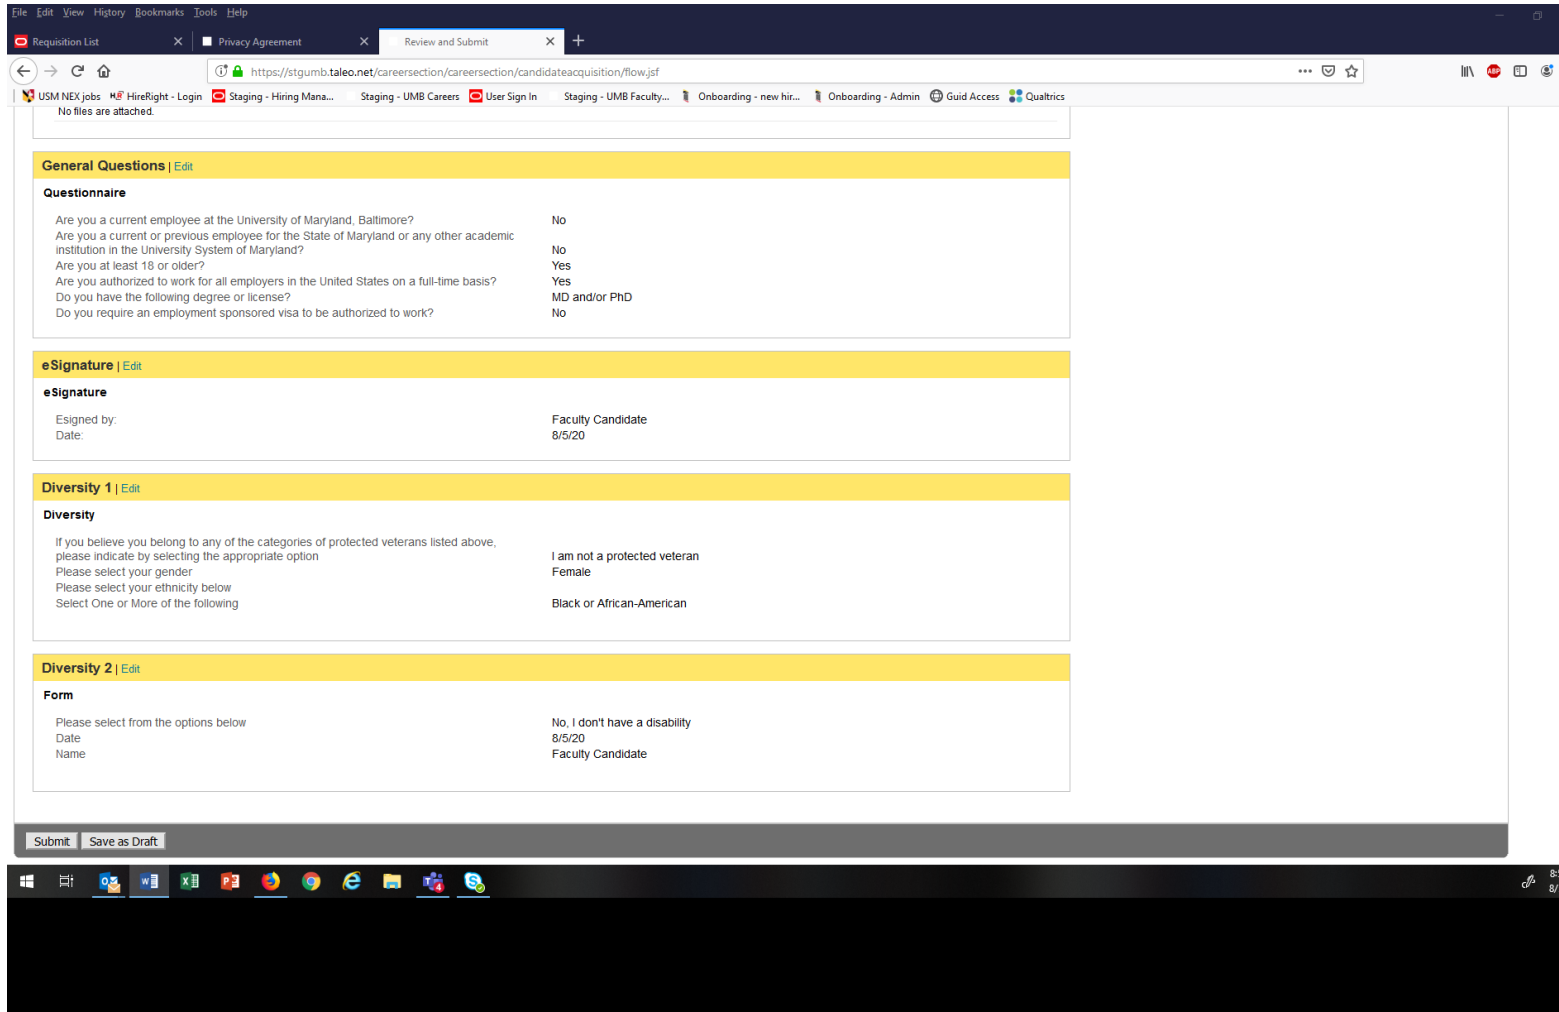 File Edit View History Bookmarks Tools Help
Requisition List Privacy Agreement Review and Submit
https://stgumb.taleo.net/careersection/careersection/candidateacquisition/flow.jsf
USM NEX jobs HireRight - Login Staging - Hiring Mana... Staging - UMB Careers User Sign In Staging - UMB Faculty... Onboarding - new hir... Onboarding - Admin Guid Access Qualtrics
No files are attached.
General Questions | Edit
Questionnaire
Are you a current employee at the University of Maryland, Baltimore? No
Are you a current or previous employee for the State of Maryland or any other academic
institution in the University System of Maryland? No
Are you at least 18 or older? Yes
Are you authorized to work for all employers in the United States on a full-time basis? Yes
Do you have the following degree or license? MD and/or PhD
Do you require an employment sponsored visa to be authorized to work? No
eSignature | Edit
eSignature
Esigned by: Faculty Candidate
Date: 8/5/20
Diversity 1 | Edit
Diversity
If you believe you belong to any of the categories of protected veterans listed above,
please indicate by selecting the appropriate option I am not a protected veteran
Please select your gender Female
Please select your ethnicity below
Select One or More of the following Black or African-American
Diversity 2 | Edit
Form
Please select from the options below No, I don't have a disability
Date 8/5/20
Name Faculty Candidate
Submit Save as Draft